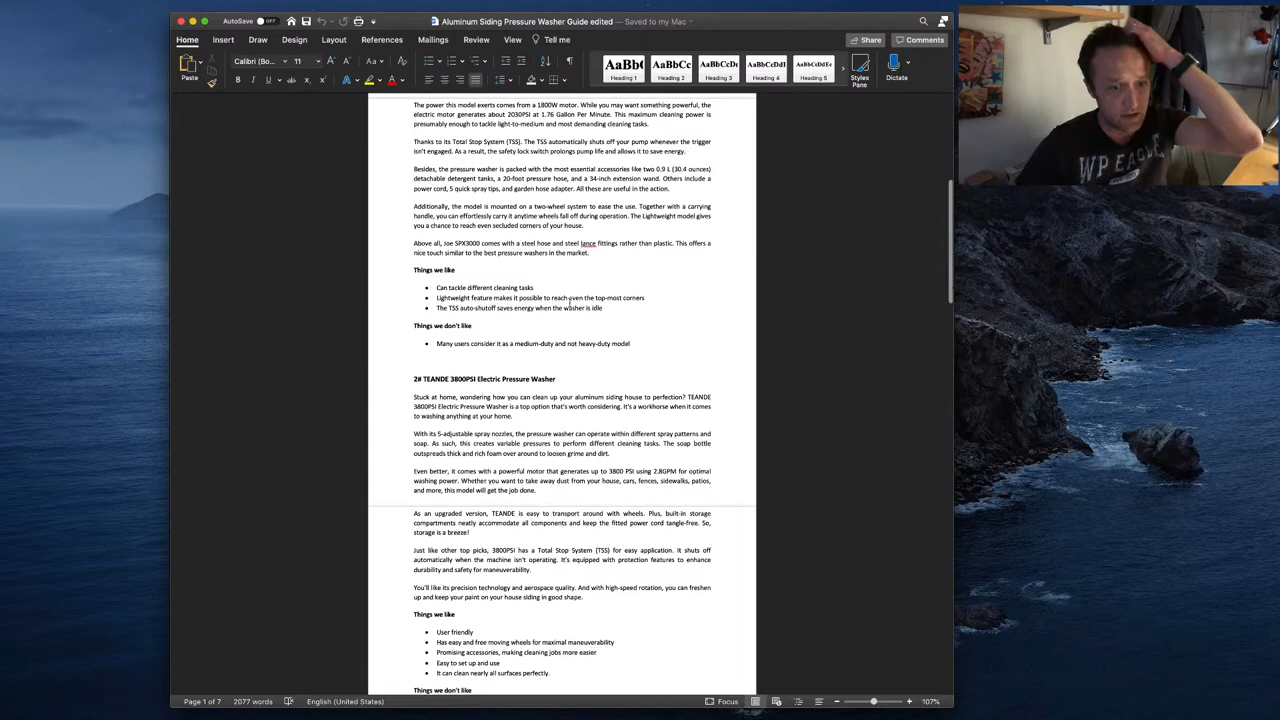 AutoSave OFF Aluminum Siding Pressure Washer Guide edited — Saved to my Mac
Home Insert Draw Design Layout References Mailings Review View Tell me Share Comments
Paste Calibri (Bo... 11 AaBbC Heading 1 AaBbCc Heading 2 AaBbCcDc Heading 3 AaBbCcDdE Heading 4 AaBbCcDdEe Heading 5 Styles Pane Dictate
The power this model exerts comes from a 1800W motor. While you may want something powerful, the
electric motor generates about 2030PSI at 1.76 Gallon Per Minute. This maximum cleaning power is
presumably enough to tackle light-to-medium and most demanding cleaning tasks.
Thanks to its Total Stop System (TSS). The TSS automatically shuts off your pump whenever the trigger
isn't engaged. As a result, the safety lock switch prolongs pump life and allows it to save energy.
Besides, the pressure washer is packed with the most essential accessories like two 0.9 L (30.4 ounces)
detachable detergent tanks, a 20-foot pressure hose, and a 34-inch extension wand. Others include a
power cord, 5 quick spray tips, and garden hose adapter. All these are useful in the action.
Additionally, the model is mounted on a two-wheel system to ease the use. Together with a carrying
handle, you can effortlessly carry it anytime wheels fall off during operation. The Lightweight model gives
you a chance to reach even secluded corners of your house.
Above all, Joe SPX3000 comes with a steel hose and steel lance fittings rather than plastic. This offers a
nice touch similar to the best pressure washers in the market.
Things we like
• Can tackle different cleaning tasks
• Lightweight feature makes it possible to reach even the top-most corners
• The TSS auto-shutoff saves energy when the washer is idle
Things we don't like
• Many users consider it as a medium-duty and not heavy-duty model
2# TEANDE 3800PSI Electric Pressure Washer
Stuck at home, wondering how you can clean up your aluminum siding house to perfection? TEANDE
3800PSI Electric Pressure Washer is a top option that's worth considering. It's a workhorse when it comes
to washing anything at your home.
With its 5-adjustable spray nozzles, the pressure washer can operate within different spray patterns and
soap. As such, this creates variable pressures to perform different cleaning tasks. The soap bottle
outspreads thick and rich foam over around to loosen grime and dirt.
Even better, it comes with a powerful motor that generates up to 3800 PSI using 2.8GPM for optimal
washing power. Whether you want to take away dust from your house, cars, fences, sidewalks, patios,
and more, this model will get the job done.
As an upgraded version, TEANDE is easy to transport around with wheels. Plus, built-in storage
compartments neatly accommodate all components and keep the fitted power cord tangle-free. So,
storage is a breeze!
Just like other top picks, 3800PSI has a Total Stop System (TSS) for easy application. It shuts off
automatically when the machine isn't operating. It's equipped with protection features to enhance
durability and safety for maneuverability.
You'll like its precision technology and aerospace quality. And with high-speed rotation, you can freshen
up and keep your paint on your house siding in good shape.
Things we like
• User friendly
• Has easy and free moving wheels for maximal maneuverability
• Promising accessories, making cleaning jobs more easier
• Easy to set up and use
• It can clean nearly all surfaces perfectly.
Things we don't like
Page 1 of 7 2077 words English (United States) Focus 107%